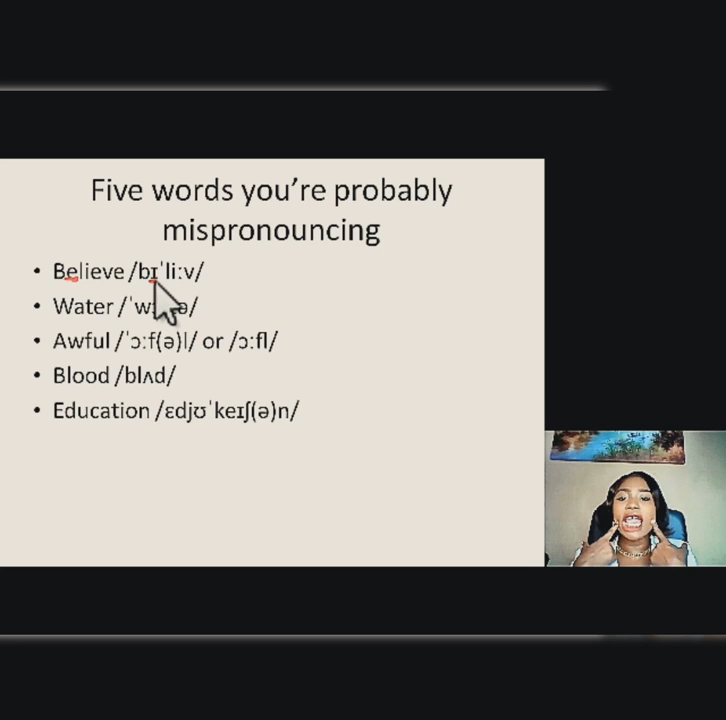 Five words you're probably
mispronouncing
• Believe /bɪˈliːv/
• Water
• Awful /ˈɔːf(ə)l/ or /ɔːfl/
• Blood /blʌd/
• Education /ɛdjʊˈkeɪʃ(ə)n/